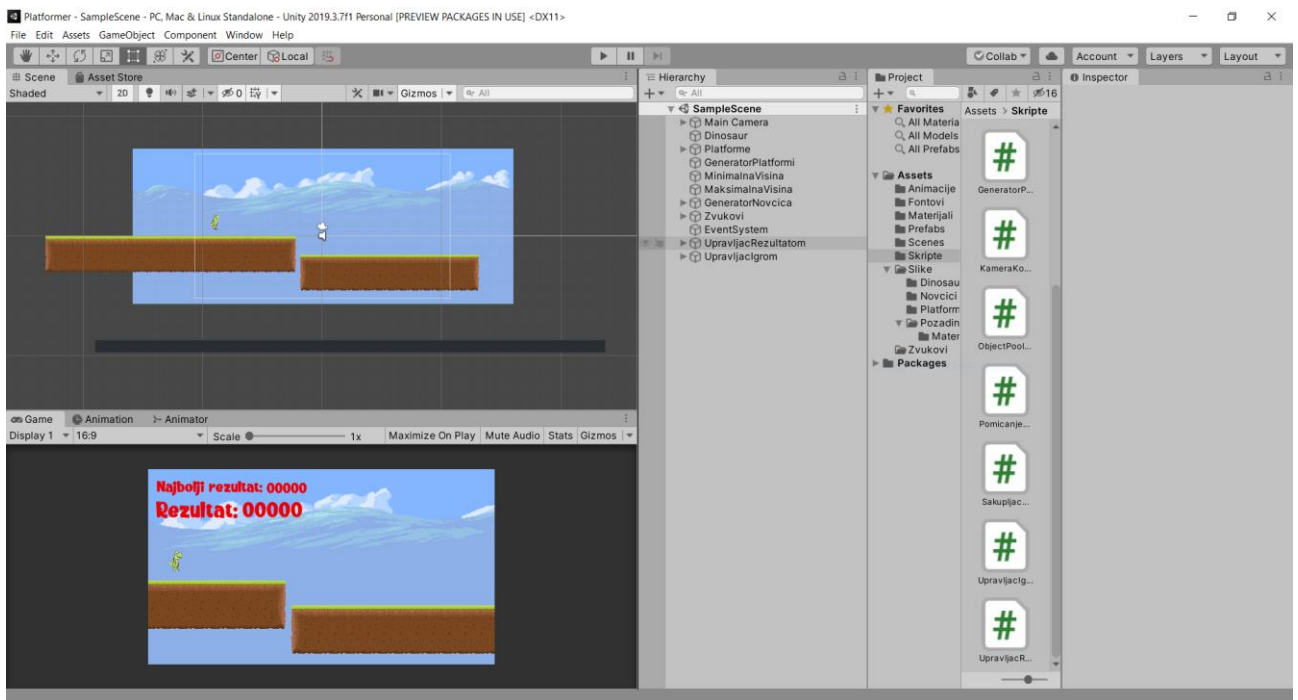 Platformer - SampleScene - PC, Mac & Linux Standalone - Unity 2019.3.7f1 Personal [PREVIEW PACKAGES IN USE] <DX11>
File Edit Assets GameObject Component Window Help
Center Local
Collab Account Layers Layout
Scene Asset Store
Shaded 2D 0 Gizmos All
Game Animation Animator
Display 1 16:9 Scale 1x Maximize On Play Mute Audio Stats Gizmos
Najbolji rezultat: 00000
Rezultat: 00000
Hierarchy
All
SampleScene
Main Camera
Dinosaur
Platforme
GeneratorPlatformi
MinimalnaVisina
MaksimalnaVisina
GeneratorNovcica
Zvukovi
EventSystem
UpravljacRezultatom
UpravljacIgrom
Project
16
Favorites
All Materia
All Models
All Prefabs
Assets
Animacije
Fontovi
Materijali
Prefabs
Scenes
Skripte
Slike
Dinosau
Novcici
Platform
Pozadin
Mater
Zvukovi
Packages
Assets > Skripte
GeneratorP...
KameraKo...
ObjectPool...
Pomicanje...
Sakupljac...
UpravljacIg...
UpravljacR...
Inspector